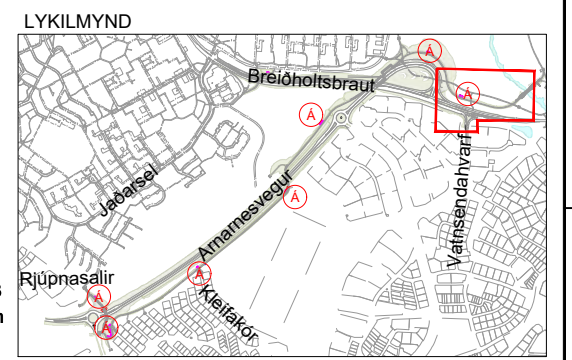 LYKILMYND
Á
Breiðholtsbraut
Á
Á
Jaðarsel
Arnarnesvegur
Á
Vatnsendahvarf
Rjúpnasalir
Á
Kleifakór
Á
Á
s
n